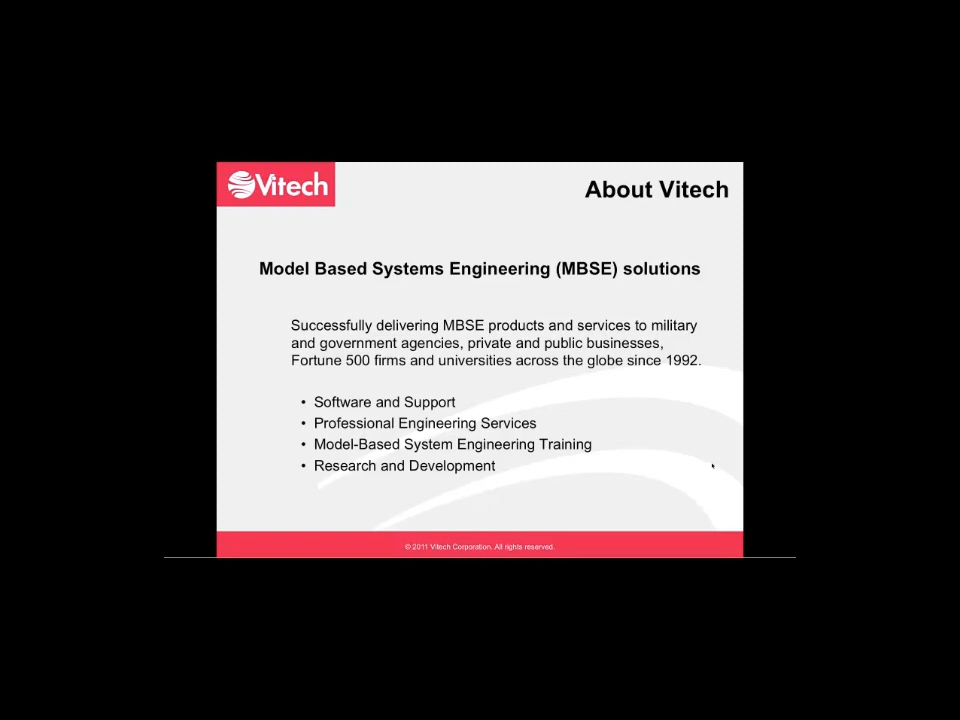 Vitech
About Vitech
Model Based Systems Engineering (MBSE) solutions
Successfully delivering MBSE products and services to military
and government agencies, private and public businesses,
Fortune 500 firms and universities across the globe since 1992.
• Software and Support
• Professional Engineering Services
• Model-Based System Engineering Training
• Research and Development
© 2011 Vitech Corporation. All rights reserved.